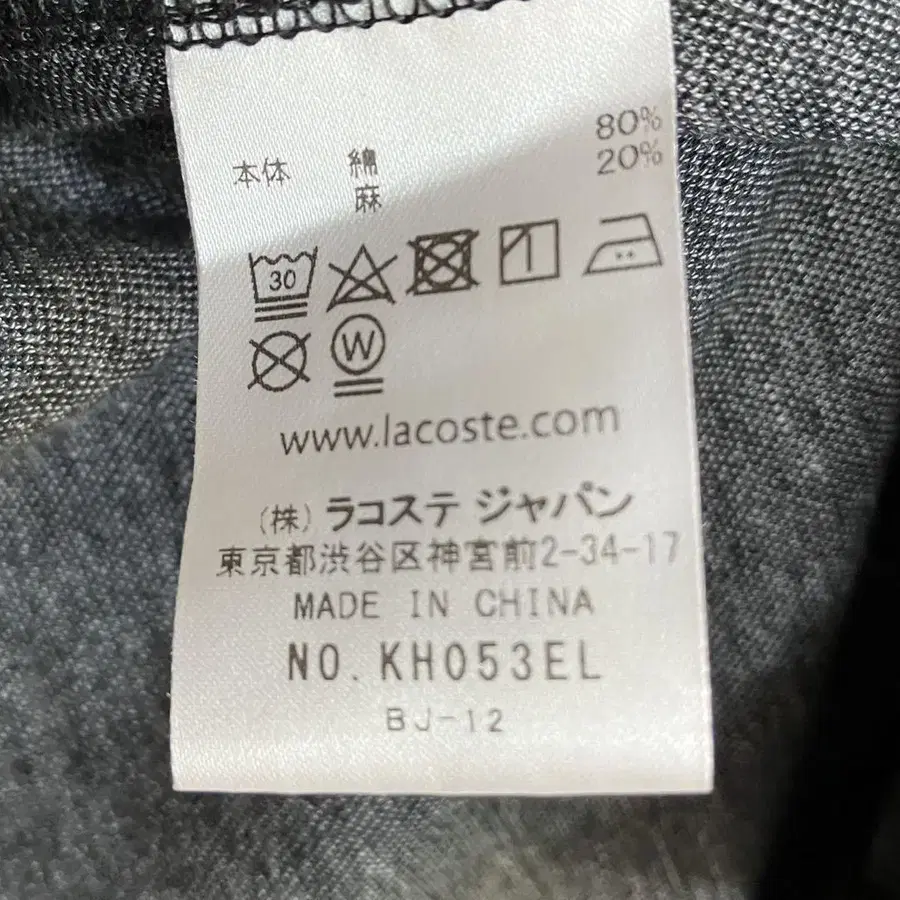 本体 綿 80%
麻 20%
30
W
www.lacoste.com
(株) ラコステ ジャパン
東京都渋谷区神宮前2-34-17
MADE IN CHINA
NO. KH053EL
BJ-12